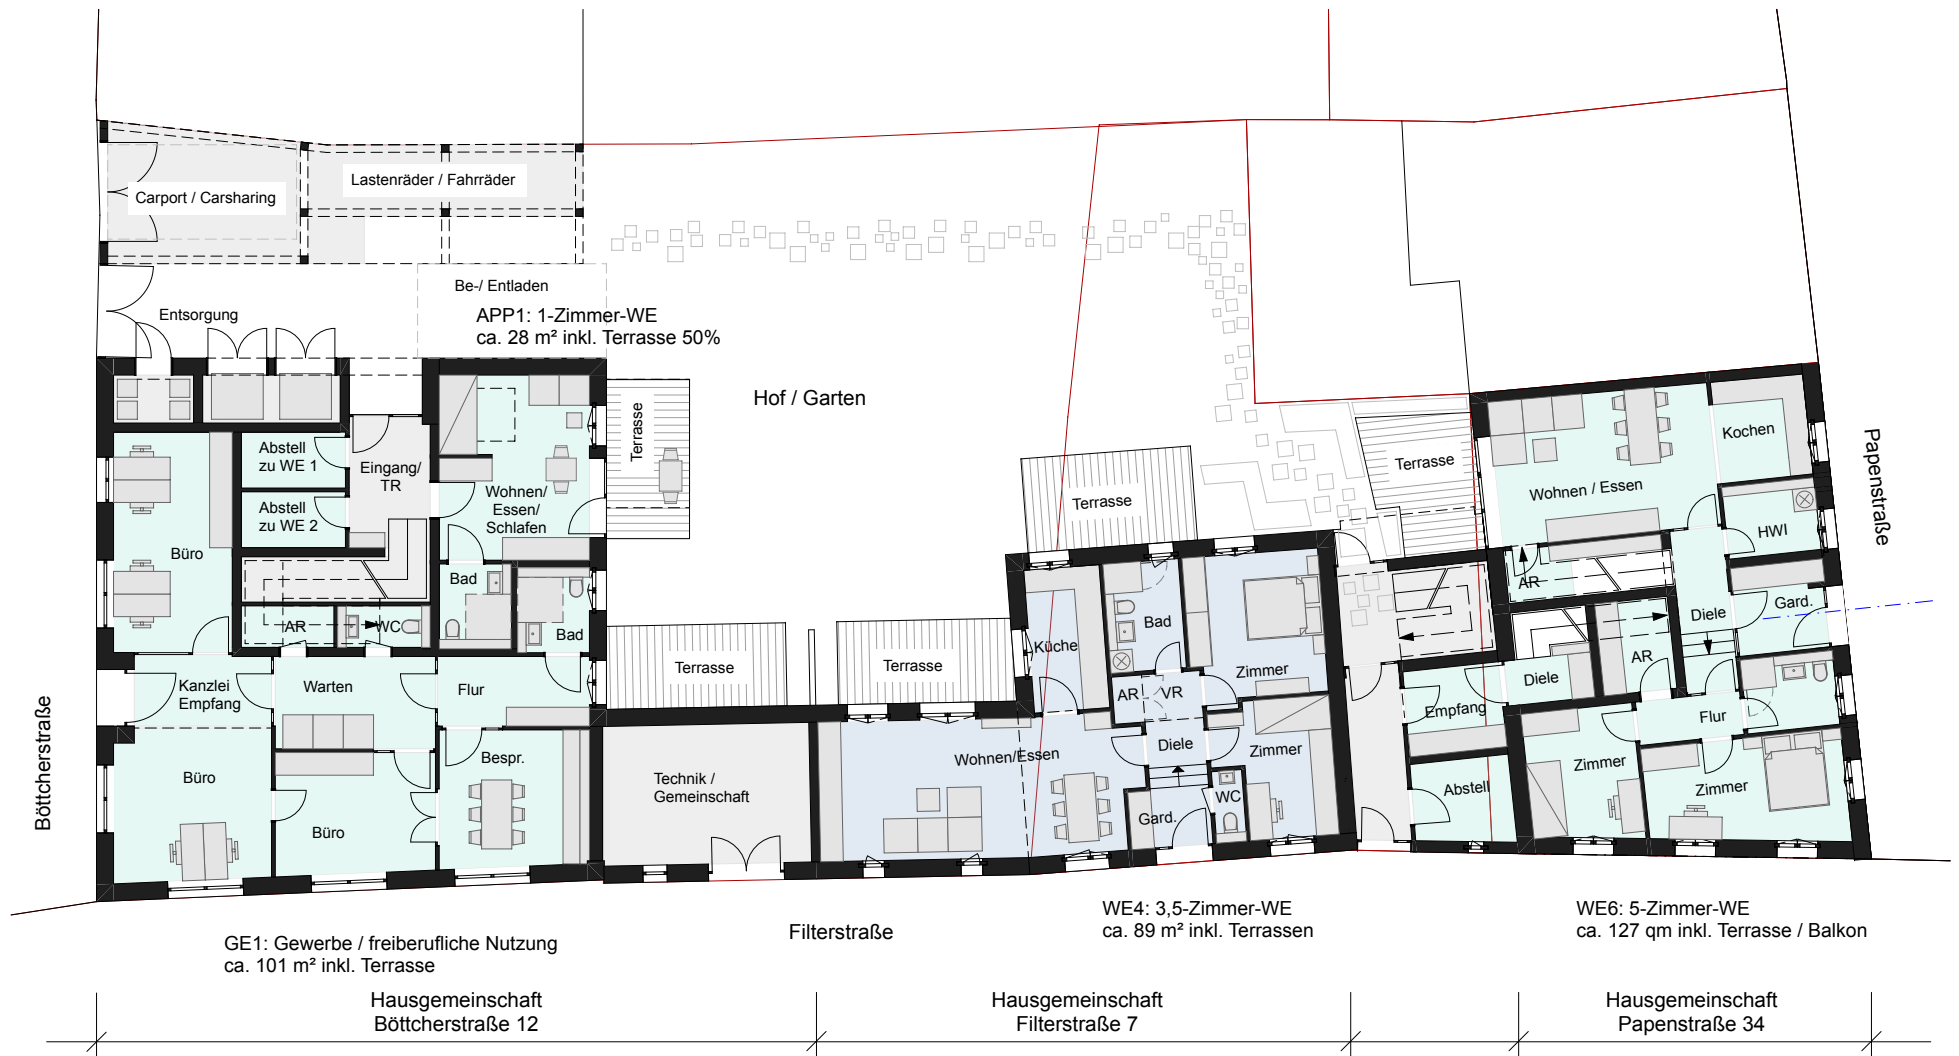 Carport / Carsharing
Lastenräder / Fahrräder
Be-/ Entladen
Entsorgung
APP1: 1-Zimmer-WE
ca. 28 m² inkl. Terrasse 50%
Hof / Garten
Terrasse
Abstell
zu WE 1
Abstell
zu WE 2
Eingang/
TR
Wohnen/
Essen/
Schlafen
Büro
Bad
Bad
AR
WC
Kanzlei
Empfang
Warten
Flur
Büro
Büro
Bespr.
Terrasse
Terrasse
Technik /
Gemeinschaft
Böttcherstraße
Terrasse
Küche
Bad
Zimmer
AR
VR
Wohnen/Essen
Diele
Zimmer
Gard.
WC
Terrasse
Wohnen / Essen
Kochen
HWI
AR
Diele
Gard.
AR
Diele
Empfang
Flur
Abstell
Zimmer
Zimmer
Papenstraße
GE1: Gewerbe / freiberufliche Nutzung
ca. 101 m² inkl. Terrasse
Filterstraße
WE4: 3,5-Zimmer-WE
ca. 89 m² inkl. Terrassen
WE6: 5-Zimmer-WE
ca. 127 qm inkl. Terrasse / Balkon
Hausgemeinschaft
Böttcherstraße 12
Hausgemeinschaft
Filterstraße 7
Hausgemeinschaft
Papenstraße 34